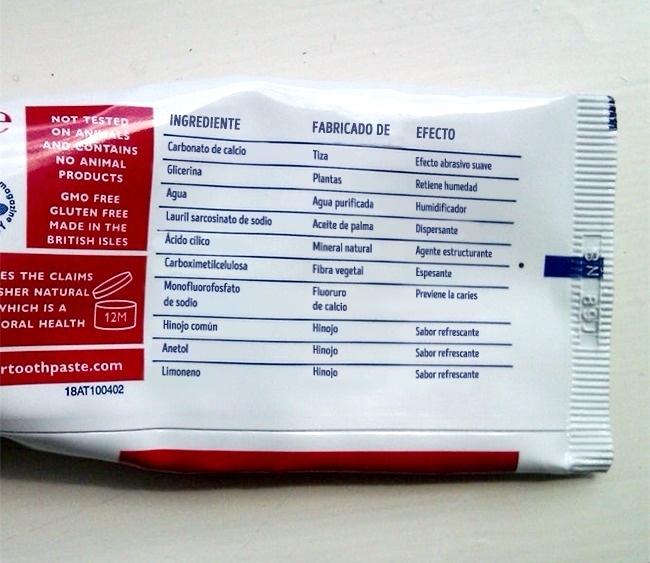 e
NOT TESTED
ON ANIMALS
AND CONTAINS
NO ANIMAL
PRODUCTS
GMO FREE
GLUTEN FREE
MADE IN THE
BRITISH ISLES
magazine
ES THE CLAIMS
SHER NATURAL
WHICH IS A
ORAL HEALTH
12M
rtoothpaste.com
18AT100402
INGREDIENTE FABRICADO DE EFECTO
Carbonato de calcio Tiza Efecto abrasivo suave
Glicerina Plantas Retiene humedad
Agua Agua purificada Humidificador
Lauril sarcosinato de sodio Aceite de palma Dispersante
Ácido cílico Mineral natural Agente estructurante
Carboximetilcelulosa Fibra vegetal Espesante
Monofluorofosfato Fluoruro Previene la caries
de sodio de calcio
Hinojo común Hinojo Sabor refrescante
Anetol Hinojo Sabor refrescante
Limoneno Hinojo Sabor refrescante